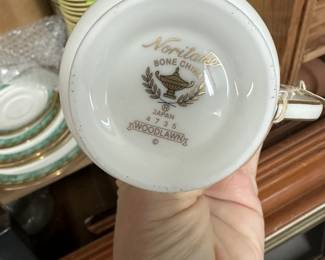 Noritake
BONE CHINA
®
JAPAN
4735
WOODLAWN
©